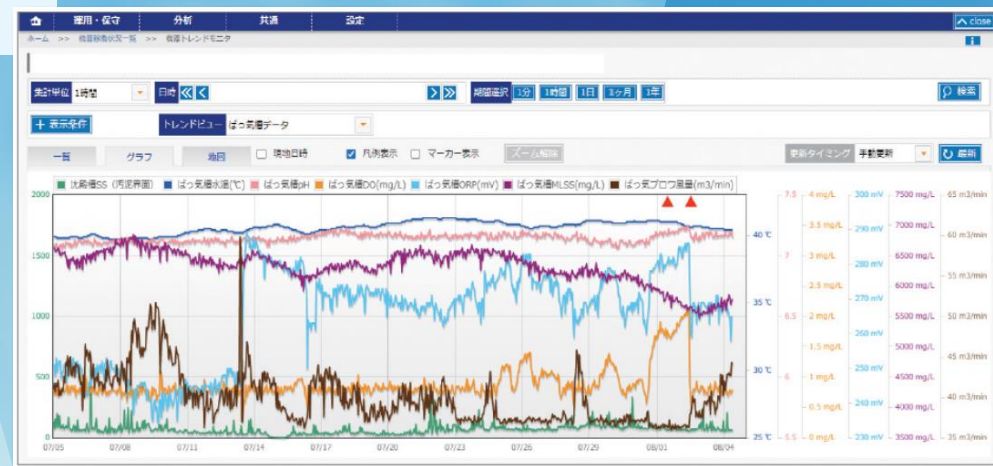 運用・保守 分析 共通 設定 close
ホーム >> 機器稼働状況一覧 >> 機器トレンドモニタ
集計単位 1時間 日時 期間選択 1分 1時間 1日 1ヶ月 1年 検索
+ 表示条件 トレンドビュー ばっ気槽データ
一覧 グラフ 地図 現地日時 凡例表示 マーカー表示 ズーム解除 更新タイミング 手動更新 最新
沈殿槽SS（汚泥界面） ばっ気槽水温(℃) ばっ気槽pH ばっ気槽DO(mg/L) ばっ気槽ORP(mV) ばっ気槽MLSS(mg/L) ばっ気ブロワ風量(m3/min)
2000 7.5 4 mg/L 300 mV 7500 mg/L 65 m3/min
40 ℃ 3.5 mg/L 290 mV 7000 mg/L 60 m3/min
1500 7 3 mg/L 280 mV 6500 mg/L 55 m3/min
35 ℃ 2.5 mg/L 270 mV 6000 mg/L
1000 6.5 2 mg/L 260 mV 5500 mg/L 50 m3/min
1.5 mg/L 5000 mg/L 45 m3/min
500 30 ℃ 6 1 mg/L 250 mV 4500 mg/L
0.5 mg/L 240 mV 4000 mg/L 40 m3/min
0 25 ℃ 5.5 0 mg/L 230 mV 3500 mg/L 35 m3/min
07/05 07/08 07/11 07/14 07/17 07/20 07/23 07/26 07/29 08/01 08/04